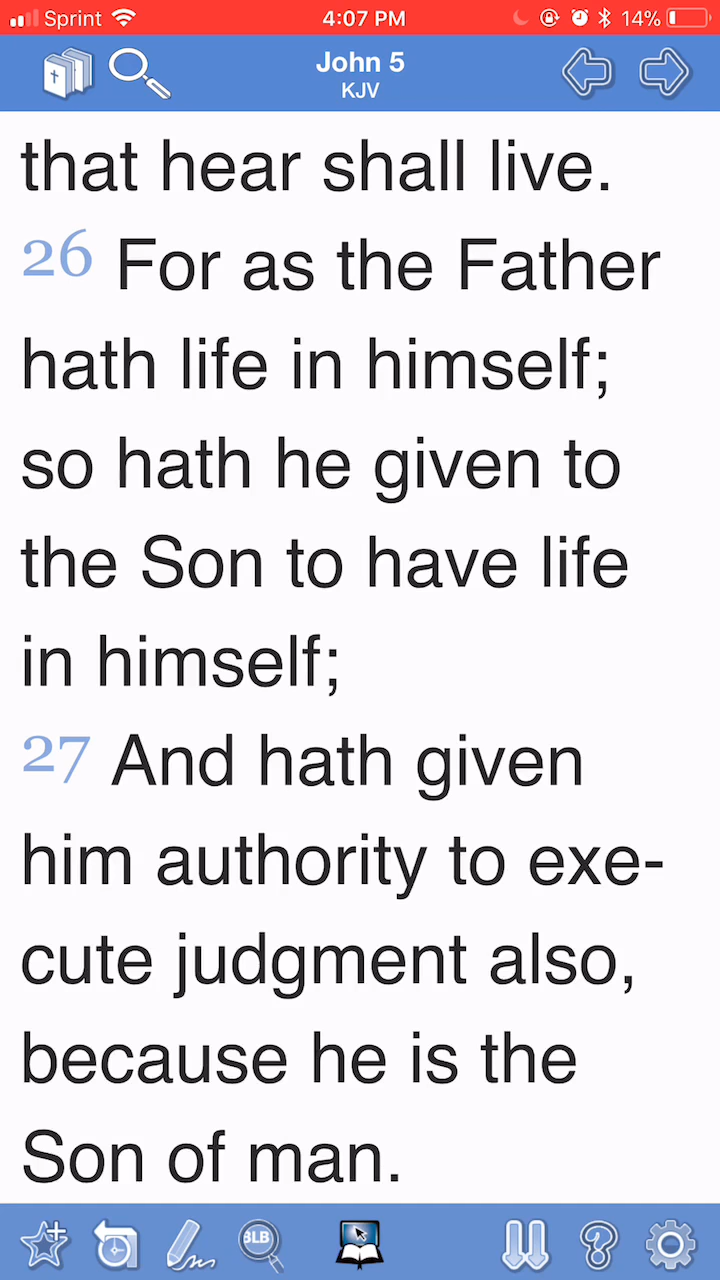 Sprint 4:07 PM 14%
John 5
KJV
that hear shall live.
26 For as the Father
hath life in himself;
so hath he given to
the Son to have life
in himself;
27 And hath given
him authority to exe-
cute judgment also,
because he is the
Son of man.
BLB